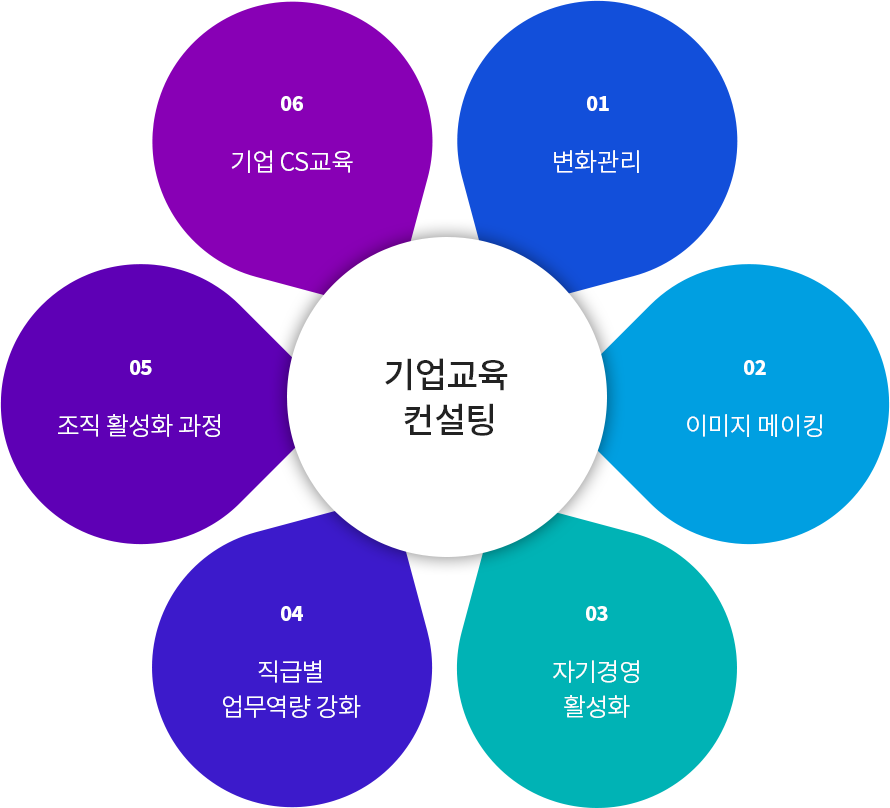 기업교육
컨설팅
01
변화관리
02
이미지 메이킹
03
자기경영
활성화
04
직급별
업무역량 강화
05
조직 활성화 과정
06
기업 CS교육